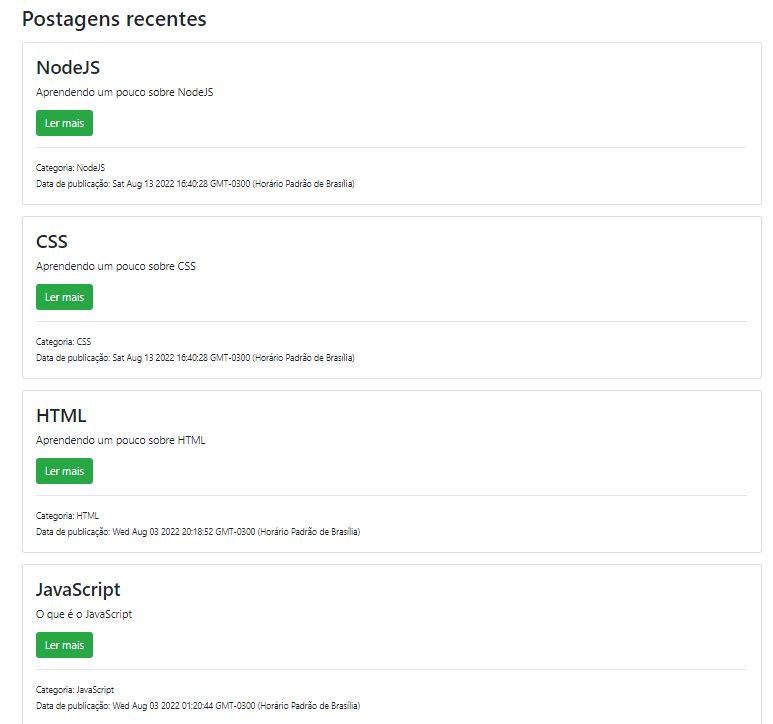 Postagens recentes
NodeJS
Aprendendo um pouco sobre NodeJS
Ler mais
Categoria: NodeJS
Data de publicação: Sat Aug 13 2022 16:40:28 GMT-0300 (Horário Padrão de Brasília)
CSS
Aprendendo um pouco sobre CSS
Ler mais
Categoria: CSS
Data de publicação: Sat Aug 13 2022 16:40:28 GMT-0300 (Horário Padrão de Brasília)
HTML
Aprendendo um pouco sobre HTML
Ler mais
Categoria: HTML
Data de publicação: Wed Aug 03 2022 20:18:52 GMT-0300 (Horário Padrão de Brasília)
JavaScript
O que é o JavaScript
Ler mais
Categoria: JavaScript
Data de publicação: Wed Aug 03 2022 01:20:44 GMT-0300 (Horário Padrão de Brasília)